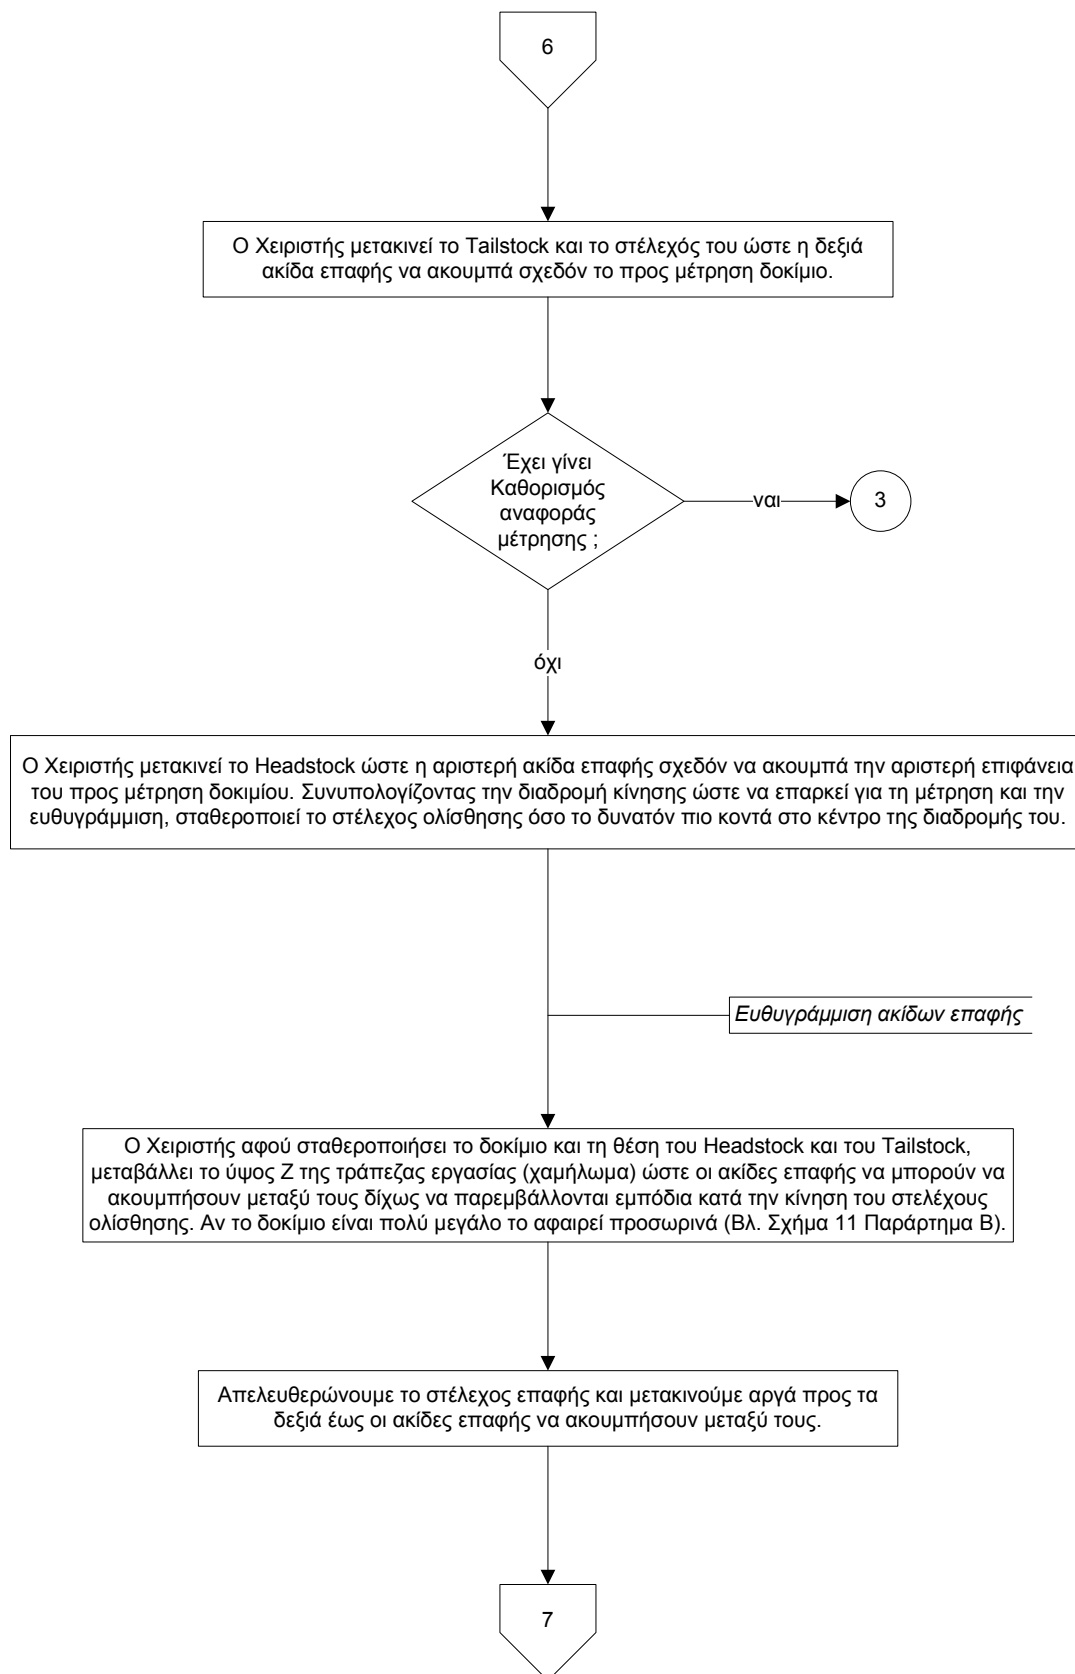 6
Ο Χειριστής μετακινεί το Tailstock και το στέλεχός του ώστε η δεξιά
ακίδα επαφής να ακουμπά σχεδόν το προς μέτρηση δοκίμιο.
Έχει γίνει
Καθορισμός
αναφοράς
μέτρησης ;
ναι
3
όχι
Ο Χειριστής μετακινεί το Headstock ώστε η αριστερή ακίδα επαφής σχεδόν να ακουμπά την αριστερή επιφάνεια
του προς μέτρηση δοκιμίου. Συνυπολογίζοντας την διαδρομή κίνησης ώστε να επαρκεί για τη μέτρηση και την
ευθυγράμμιση, σταθεροποιεί το στέλεχος ολίσθησης όσο το δυνατόν πιο κοντά στο κέντρο της διαδρομής του.
Ευθυγράμμιση ακίδων επαφής
Ο Χειριστής αφού σταθεροποιήσει το δοκίμιο και τη θέση του Headstock και του Tailstock,
μεταβάλλει το ύψος Ζ της τράπεζας εργασίας (χαμήλωμα) ώστε οι ακίδες επαφής να μπορούν να
ακουμπήσουν μεταξύ τους δίχως να παρεμβάλλονται εμπόδια κατά την κίνηση του στελέχους
ολίσθησης. Αν το δοκίμιο είναι πολύ μεγάλο το αφαιρεί προσωρινά (Βλ. Σχήμα 11 Παράρτημα Β).
Απελευθερώνουμε το στέλεχος επαφής και μετακινούμε αργά προς τα
δεξιά έως οι ακίδες επαφής να ακουμπήσουν μεταξύ τους.
7